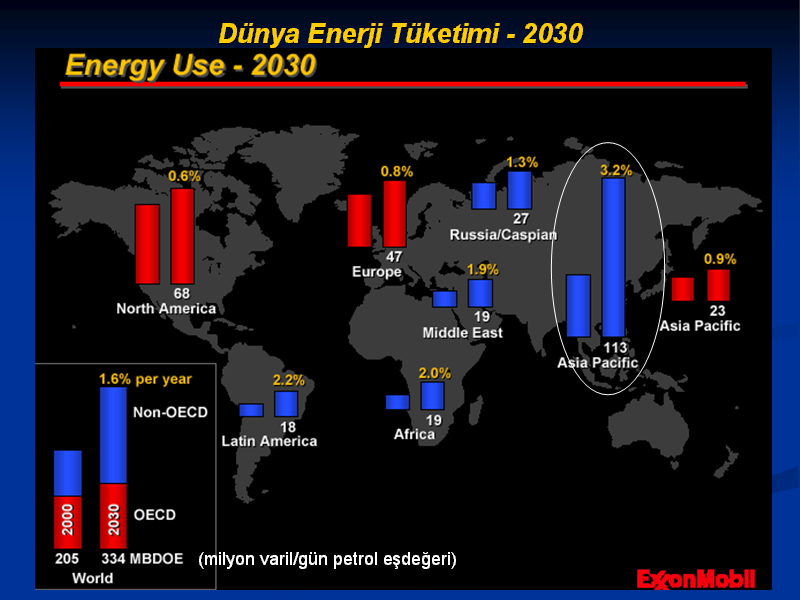 Dünya Enerji Tüketimi - 2030
Energy Use - 2030
0.6%
68
North America
0.8%
47
Europe
1.3%
27
Russia/Caspian
3.2%
113
Asia Pacific
0.9%
23
Asia Pacific
1.9%
19
Middle East
2.2%
18
Latin America
2.0%
19
Africa
1.6% per year
Non-OECD
OECD
2000
2030
205
334 MBDOE
World
(milyon varil/gün petrol eşdeğeri)
ExxonMobil